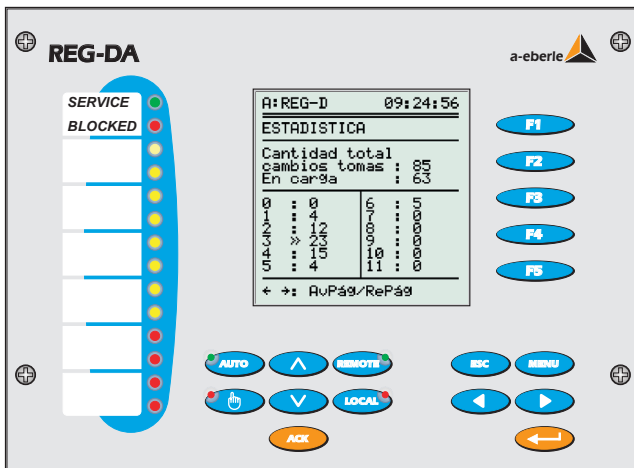 REG-DA
a-eberle
SERVICE
BLOCKED
A:REG-D 09:24:56
ESTADISTICA
Cantidad total
cambios tomas : 85
En carga : 63
0 : 0 6 : 5
1 : 4 7 : 0
2 : 12 8 : 0
3 » 23 9 : 0
4 : 15 10 : 0
5 : 4 11 : 0
← →: AvPág/RePág
F1
F2
F3
F4
F5
AUTO REMOTE ESC MENU
LOCAL
ACK